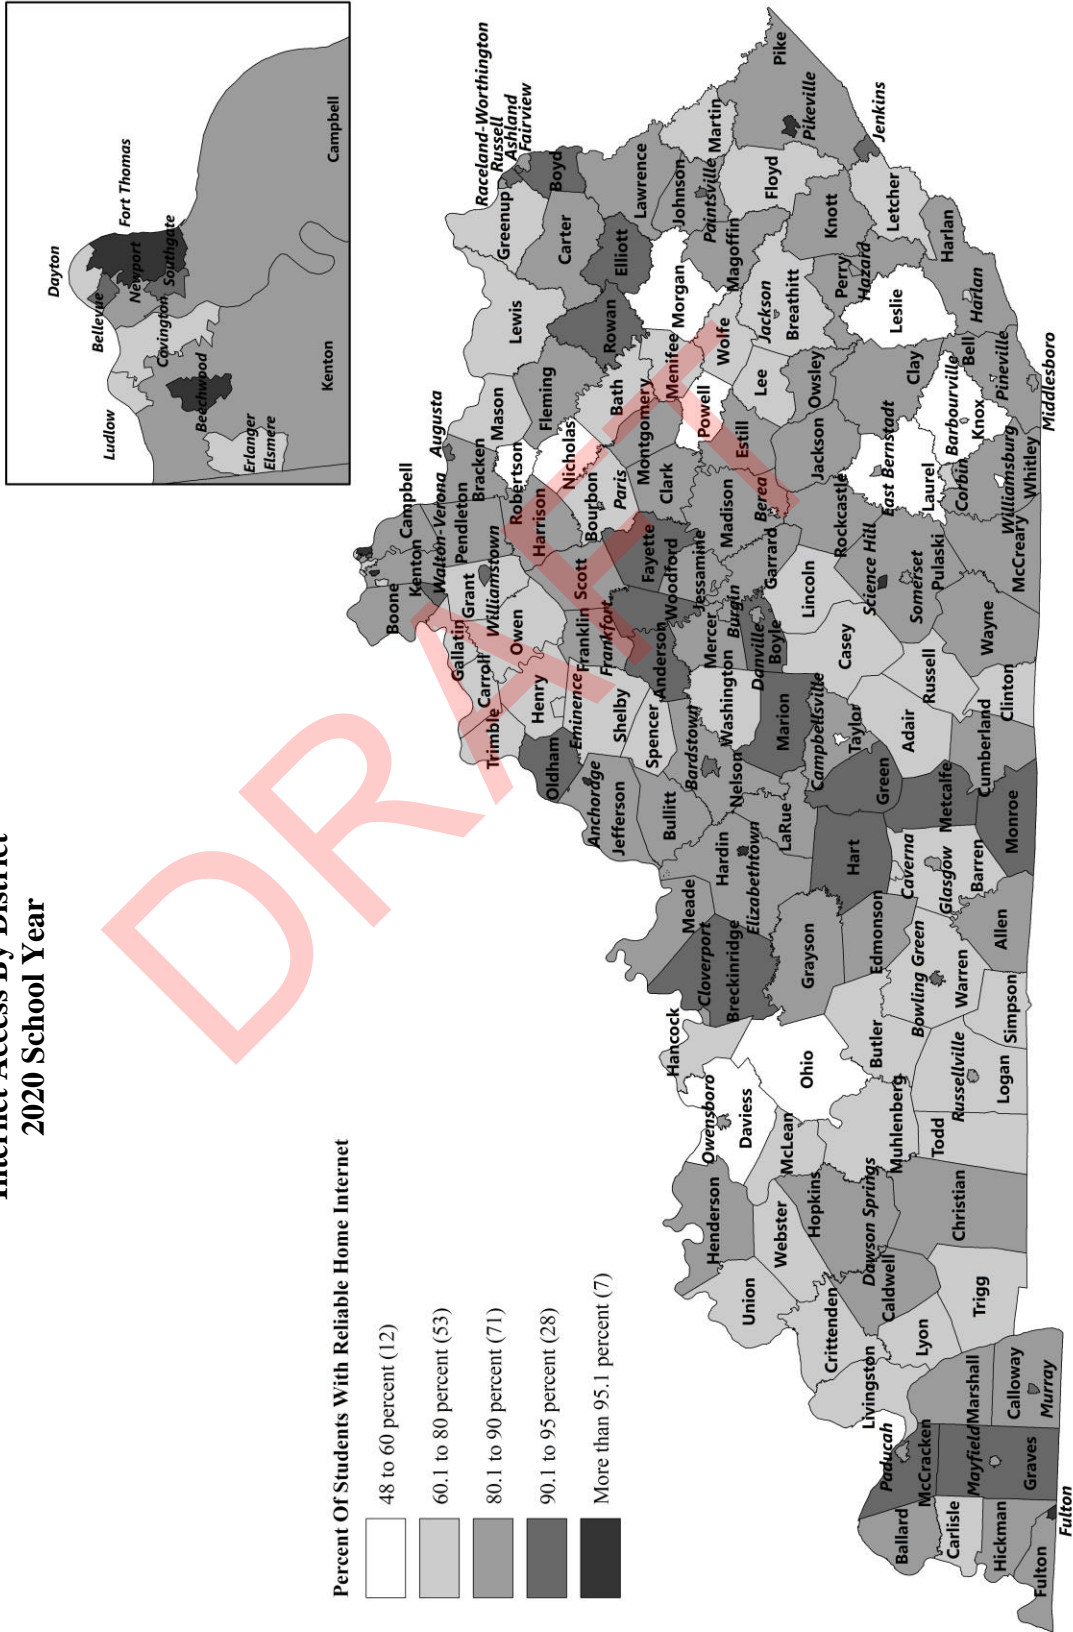 Internet Access By District
2020 School Year
Percent Of Students With Reliable Home Internet
48 to 60 percent (12)
60.1 to 80 percent (53)
80.1 to 90 percent (71)
90.1 to 95 percent (28)
More than 95.1 percent (7)
DRAFT
Dayton
Fort Thomas
Bellevue
Newport
Southgate
Ludlow
Covington
Beechwood
Erlanger
Elsmere
Kenton
Campbell
Raceland-Worthington
Russell
Ashland
Fairview
Boyd
Greenup
Carter
Lawrence
Elliott
Lewis
Rowan
Mason
Fleming
Augusta
Bracken
Robertson
Nicholas
Campbell
Kenton
Boone
Walton-Verona
Pendleton
Grant
Williamstown
Harrison
Gallatin
Carroll
Owen
Trimble
Henry
Eminence
Oldham
Scott
Franklin
Frankfort
Bourbon
Paris
Bath
Montgomery
Menifee
Morgan
Martin
Johnson
Paintsville
Magoffin
Floyd
Pike
Pikeville
Jenkins
Letcher
Knott
Perry
Hazard
Breathitt
Jackson
Wolfe
Powell
Lee
Owsley
Estill
Clark
Fayette
Woodford
Jessamine
Madison
Berea
Garrard
Anderson
Mercer
Burgin
Danville
Boyle
Washington
Shelby
Spencer
Anchorage
Jefferson
Bullitt
Bardstown
Nelson
Meade
Hardin
Elizabethtown
LaRue
Marion
Campbellsville
Taylor
Green
Casey
Lincoln
Rockcastle
Jackson
Clay
Leslie
Harlan
Harlan
Bell
Pineville
Middlesboro
Barbourville
Knox
East Bernstadt
Laurel
Corbin
Williamsburg
Whitley
McCreary
Science Hill
Somerset
Pulaski
Wayne
Russell
Adair
Clinton
Cumberland
Metcalfe
Monroe
Hart
Caverna
Glasgow
Barren
Allen
Edmonson
Grayson
Breckinridge
Cloverport
Hancock
Ohio
Butler
Bowling Green
Warren
Simpson
Logan
Russellville
Muhlenberg
Todd
McLean
Daviess
Owensboro
Henderson
Webster
Hopkins
Dawson Springs
Christian
Union
Crittenden
Caldwell
Lyon
Trigg
Livingston
Paducah
McCracken
Marshall
Calloway
Murray
Mayfield
Graves
Ballard
Carlisle
Hickman
Fulton
Fulton